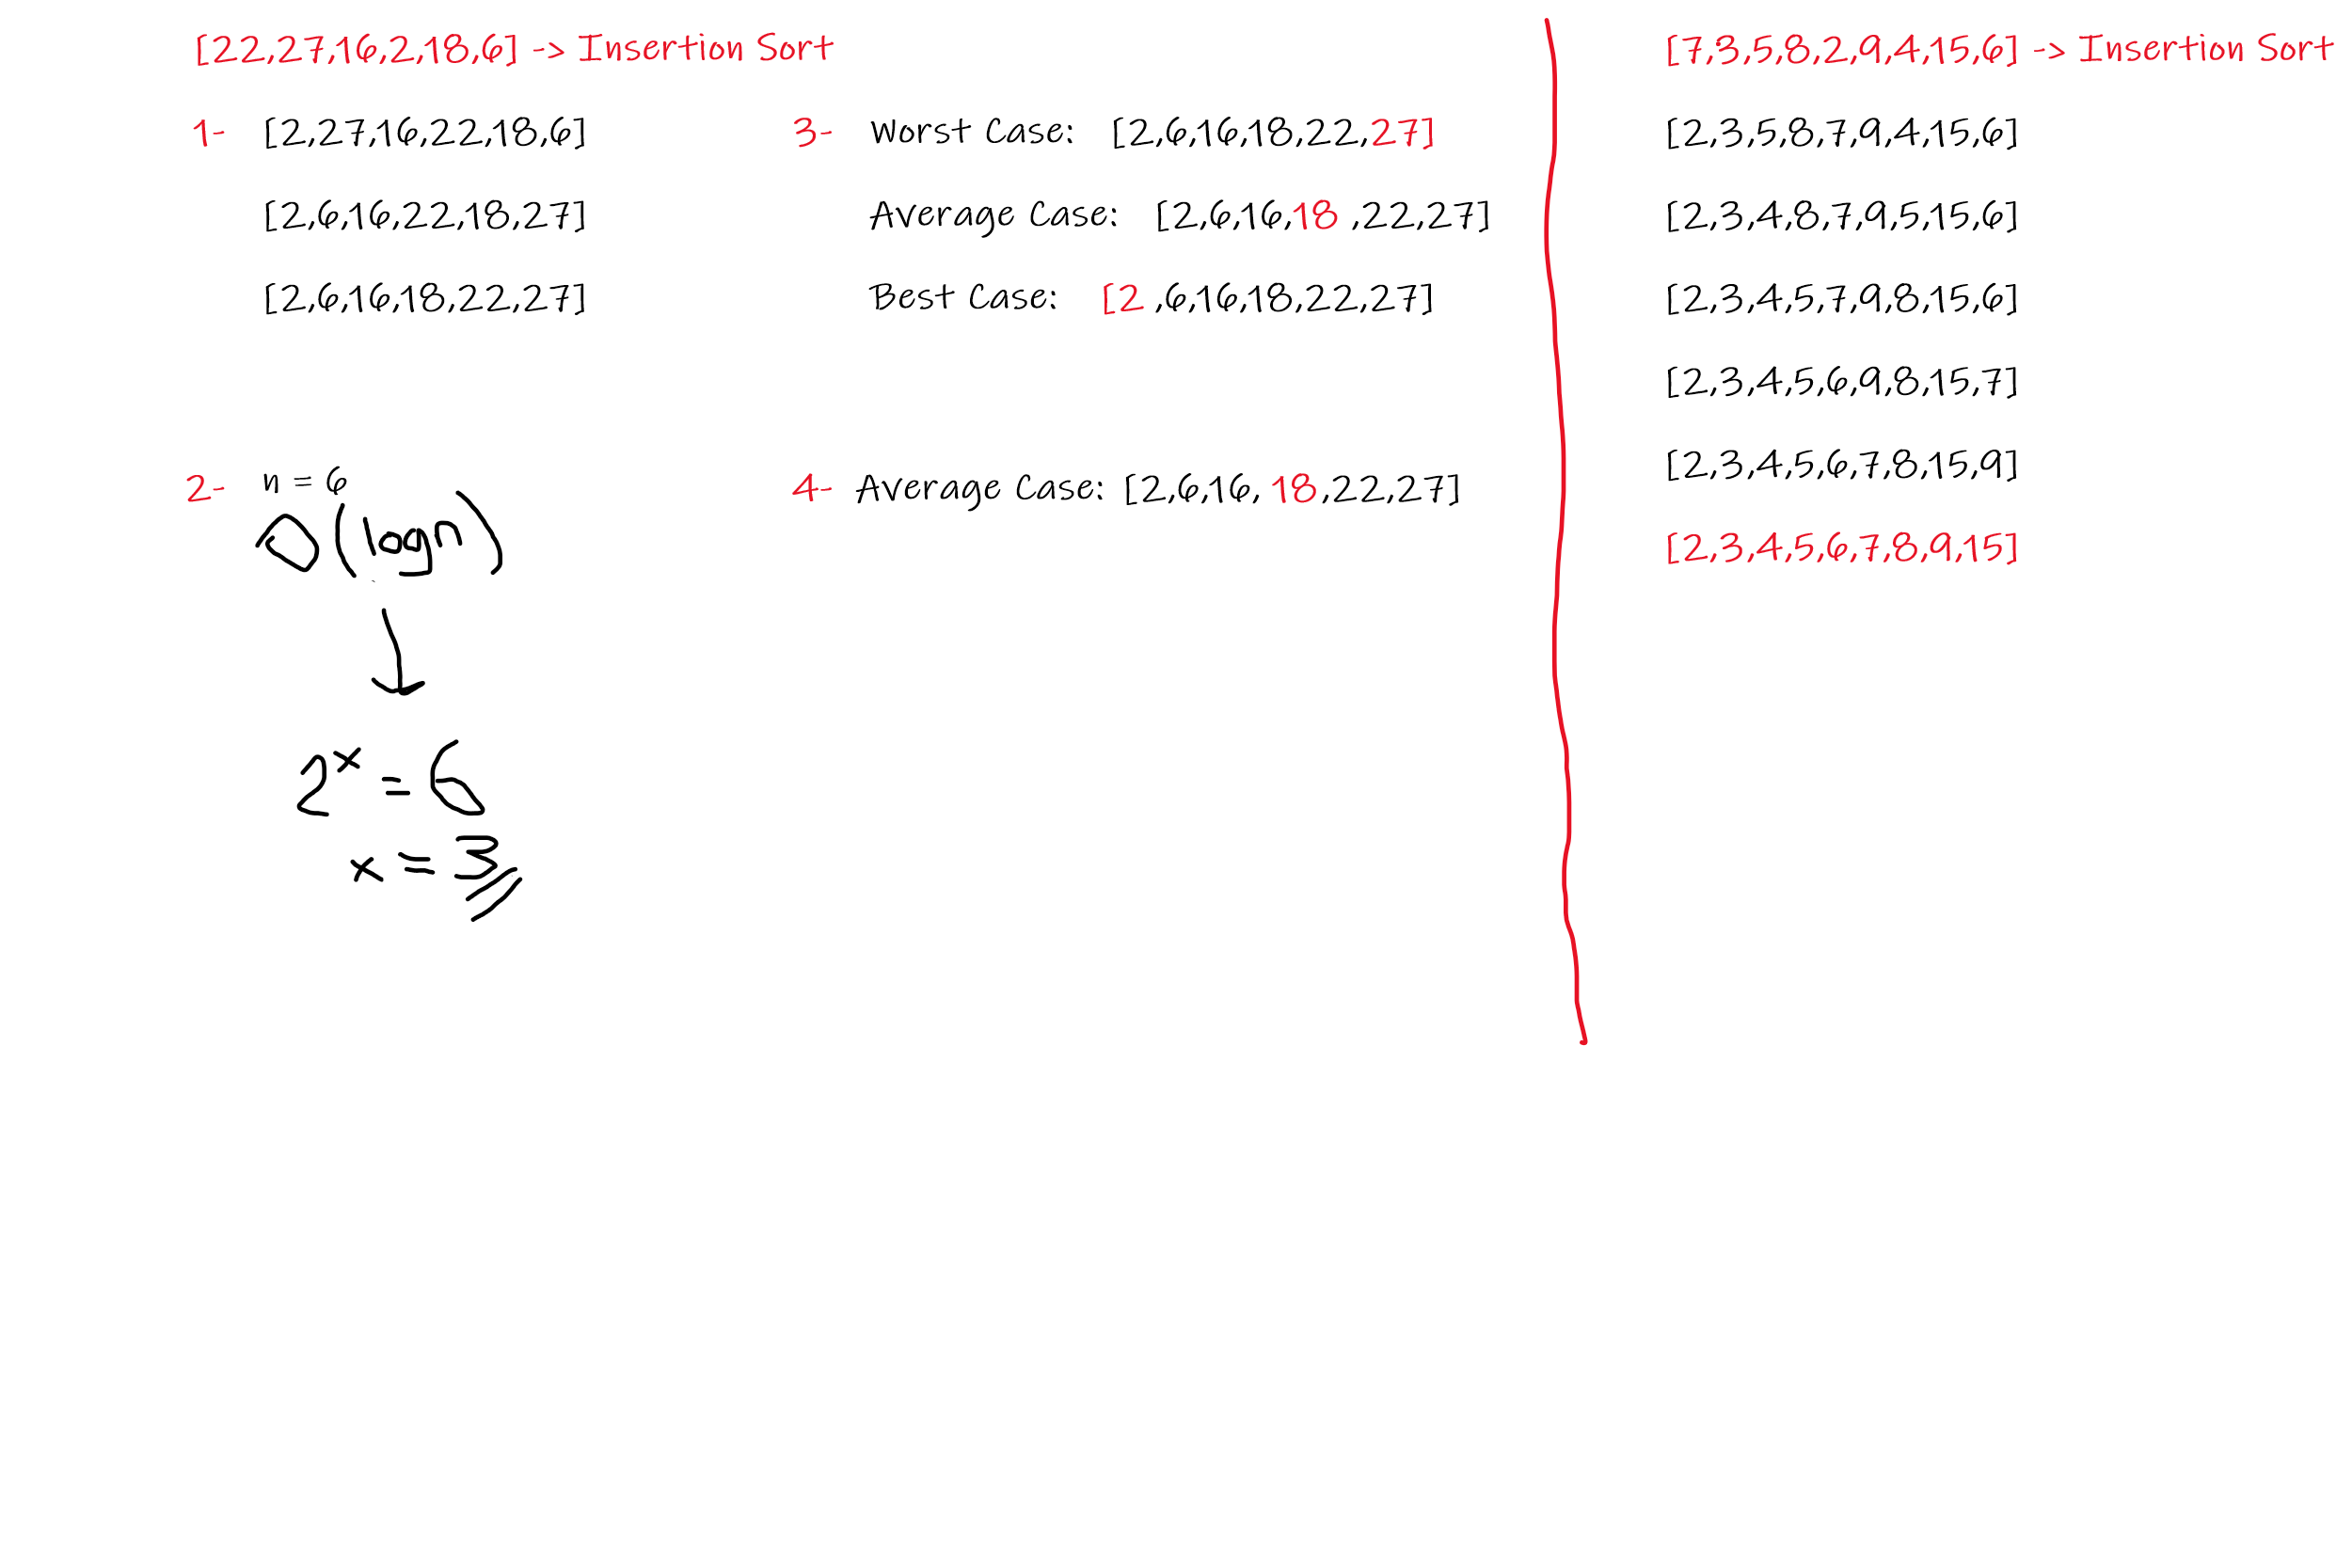 [22,27,16,2,18,6] -> Insertion Sort
1- [2,27,16,22,18,6]
[2,6,16,22,18,27]
[2,6,16,18,22,27]
2- n = 6
O(logn)
2^x = 6
x = 3
3- Worst Case: [2,6,16,18,22,27]
Average Case: [2,6,16,18 ,22,27]
Best Case: [2 ,6,16,18,22,27]
4- Average Case: [2,6,16, 18,22,27]
[7,3,5,8,2,9,4,15,6] -> Insertion Sort
[2,3,5,8,7,9,4,15,6]
[2,3,4,8,7,9,5,15,6]
[2,3,4,5,7,9,8,15,6]
[2,3,4,5,6,9,8,15,7]
[2,3,4,5,6,7,8,15,9]
[2,3,4,5,6,7,8,9,15]